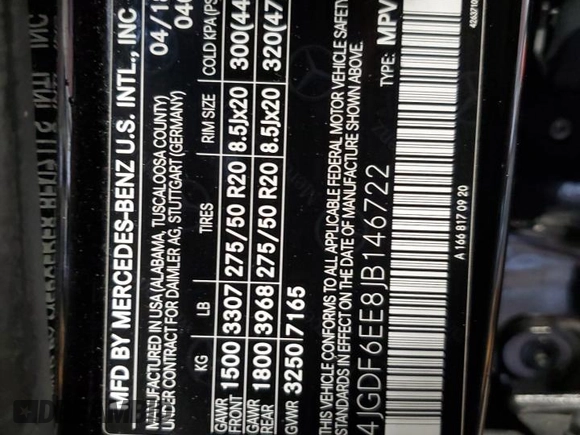 MFD BY MERCEDES-BENZ U.S. INTL., INC
04/18
MANUFACTURED IN USA (ALABAMA, TUSCALOOSA COUNTY)
UNDER CONTRACT FOR DAIMLER AG, STUTTGART (GERMANY)
KG LB TIRES RIM SIZE COLD KPA(PS
GAWR FRONT 1500 3307 275/50 R20 8.5Jx20 300(44
GAWR REAR 1800 3968 275/50 R20 8.5Jx20 320(47
GVWR 3250 7165
THIS VEHICLE CONFORMS TO ALL APPLICABLE FEDERAL MOTOR VEHICLE SAFETY
STANDARDS IN EFFECT ON THE DATE OF MANUFACTURE SHOWN ABOVE.
4JGDF6EE8JB146722 MPV
A 166 817 09 20